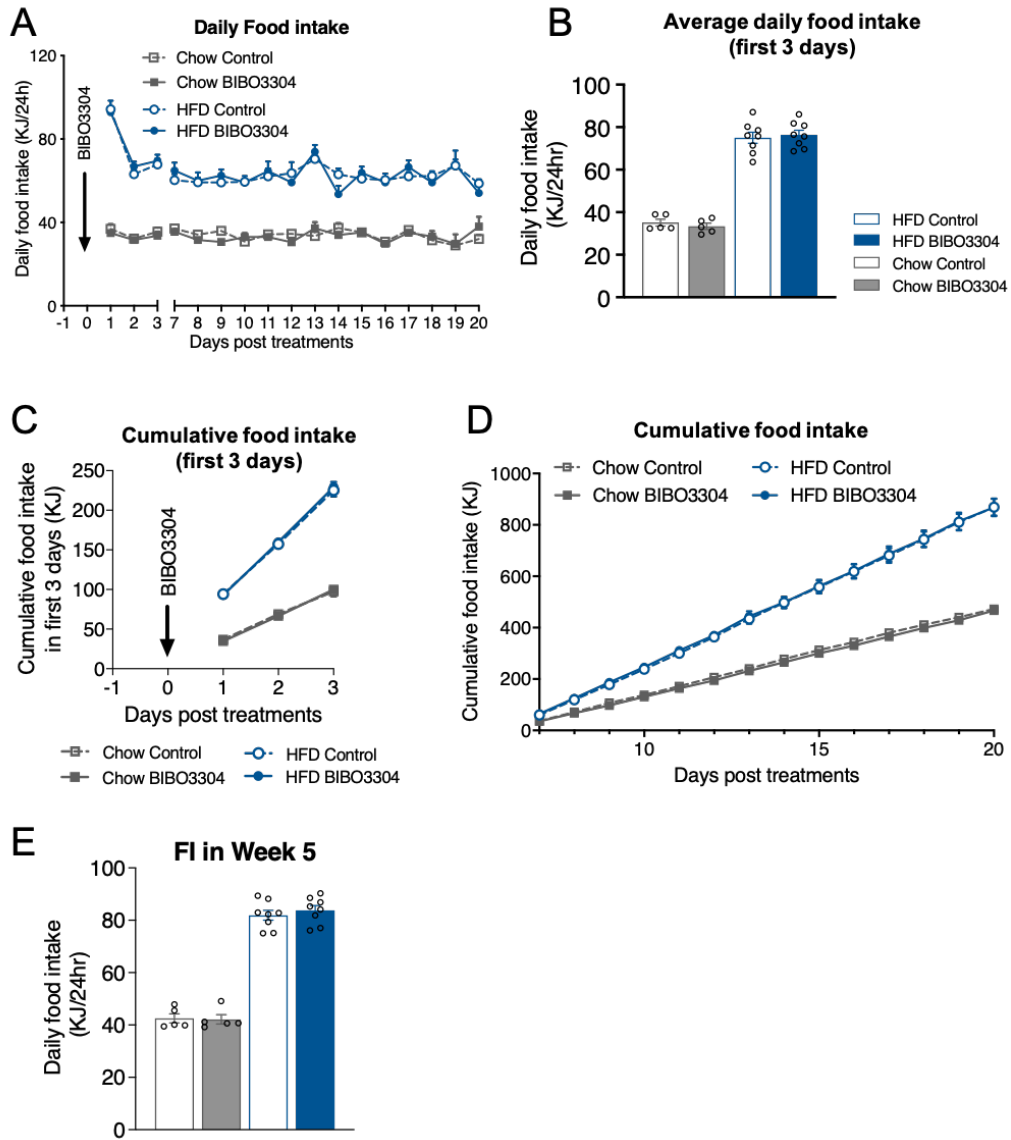 A
Daily Food intake
Chow Control
Chow BIBO3304
HFD Control
HFD BIBO3304
BIBO3304
Daily food intake (KJ/24h)
120
80
40
0
-1 0 1 2 3 7 8 9 10 11 12 13 14 15 16 17 18 19 20
Days post treatments
B
Average daily food intake
(first 3 days)
Daily food intake
(KJ/24hr)
100
80
60
40
20
0
HFD Control
HFD BIBO3304
Chow Control
Chow BIBO3304
C
Cumulative food intake
(first 3 days)
Cumulative food intake
in first 3 days (KJ)
250
200
150
100
50
0
BIBO3304
-1 0 1 2 3
Days post treatments
Chow Control
Chow BIBO3304
HFD Control
HFD BIBO3304
D
Cumulative food intake
Chow Control
Chow BIBO3304
HFD Control
HFD BIBO3304
Cumulative food intake (KJ)
1000
800
600
400
200
0
10 15 20
Days post treatments
E
FI in Week 5
Daily food intake
(KJ/24hr)
100
80
60
40
20
0